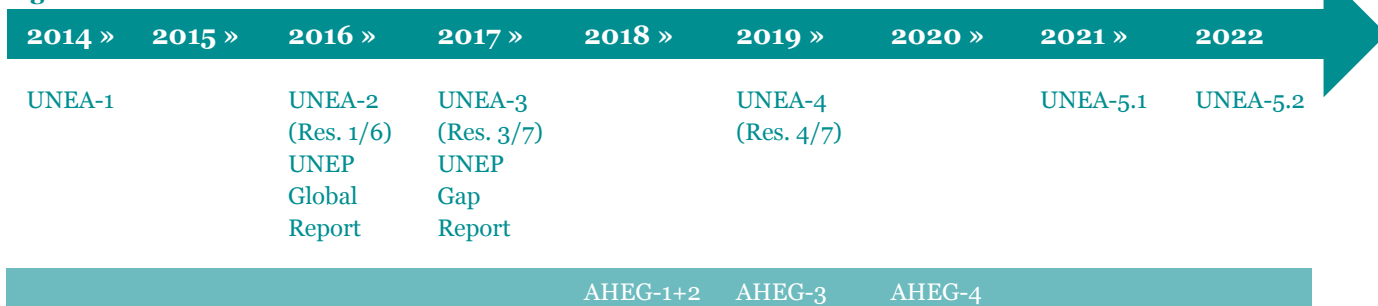 2014 » 2015 » 2016 » 2017 » 2018 » 2019 » 2020 » 2021 » 2022
UNEA-1 UNEA-2 UNEA-3 UNEA-4 UNEA-5.1 UNEA-5.2
(Res. 1/6) (Res. 3/7) (Res. 4/7)
UNEP UNEP
Global Gap
Report Report
AHEG-1+2 AHEG-3 AHEG-4